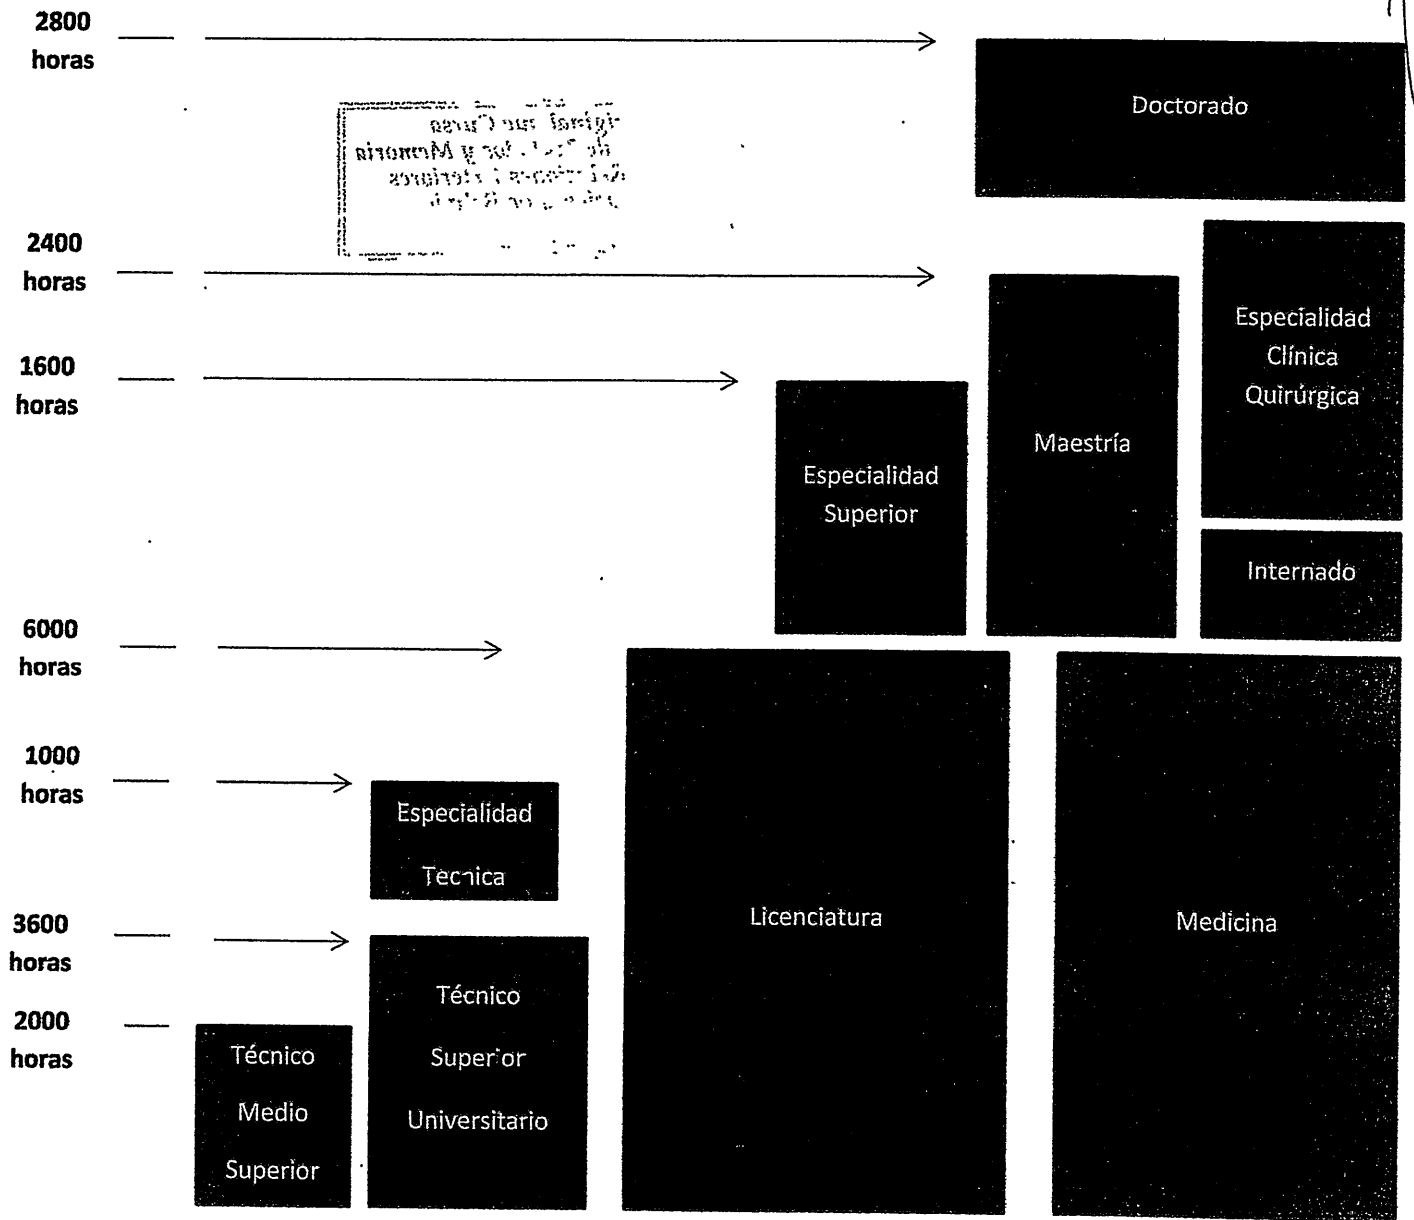 2800
horas
Doctorado
2400
horas
Especialidad
Clínica
Quirúrgica
1600
horas
Maestría
Especialidad
Superior
Internado
6000
horas
1000
horas
Especialidad
Tecnica
Licenciatura
Medicina
3600
horas
Técnico
Superior
Universitario
2000
horas
Técnico
Medio
Superior
y Memoria